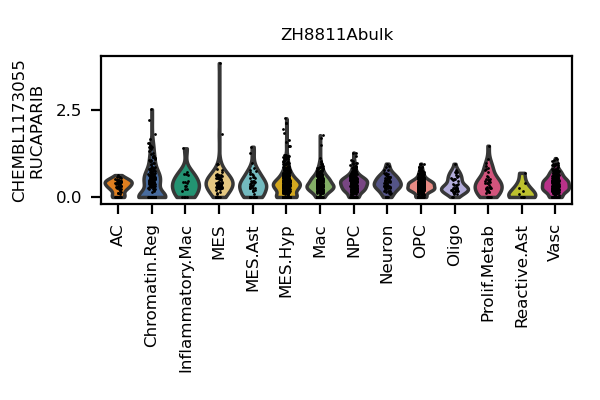 ZH8811Abulk
CHEMBL1173055
RUCAPARIB
2.5
0.0
AC
Chromatin.Reg
Inflammatory.Mac
MES
MES.Ast
MES.Hyp
Mac
NPC
Neuron
OPC
Oligo
Prolif.Metab
Reactive.Ast
Vasc